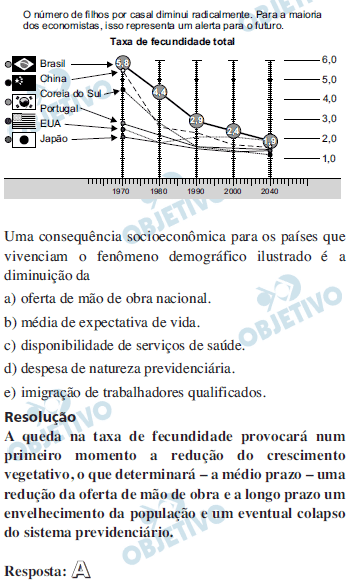 O número de filhos por casal diminui radicalmente. Para a maioria
dos economistas, isso representa um alerta para o futuro.
Taxa de fecundidade total
Brasil
China
Coreia do Sul
Portugal
EUA
Japão
5,8
4,4
2,9
2,4
6,0
5,0
4,0
3,0
2,0
1,0
1970
1980
1990
2000
2040
Uma consequência socioeconômica para os países que
vivenciam o fenômeno demográfico ilustrado é a
diminuição da
a) oferta de mão de obra nacional.
b) média de expectativa de vida.
c) disponibilidade de serviços de saúde.
d) despesa de natureza previdenciária.
e) imigração de trabalhadores qualificados.
Resolução
A queda na taxa de fecundidade provocará num
primeiro momento a redução do crescimento
vegetativo, o que determinará – a médio prazo – uma
redução da oferta de mão de obra e a longo prazo um
envelhecimento da população e um eventual colapso
do sistema previdenciário.
Resposta: A
OBJETIVO
OBJETIVO
OBJETIVO
OBJETIVO
OBJETIVO